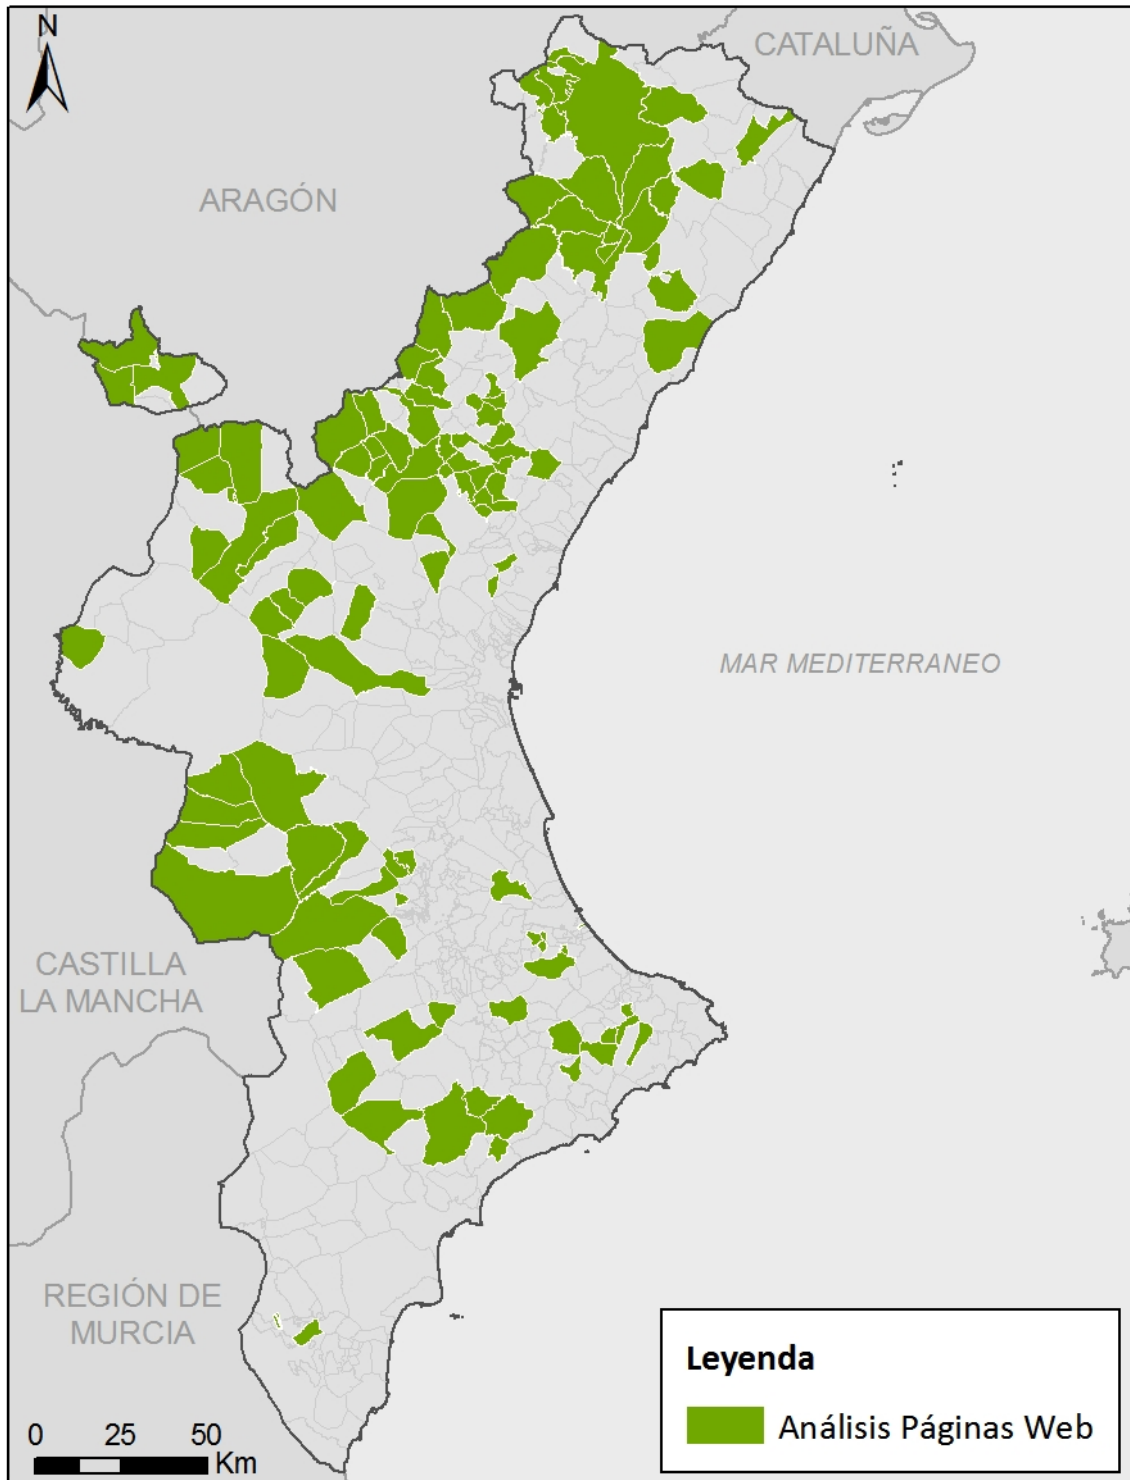 N
CATALUÑA
ARAGÓN
MAR MEDITERRANEO
CASTILLA
LA MANCHA
REGIÓN DE
MURCIA
Leyenda
Análisis Páginas Web
0 25 50
Km